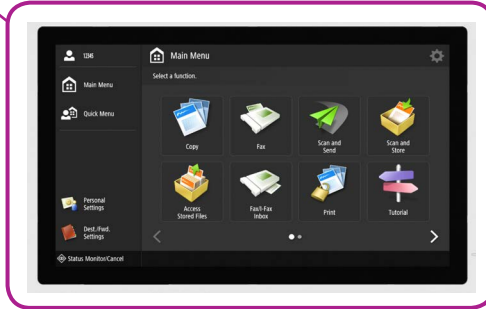 12345
Main Menu
Main Menu
Select a function.
Quick Menu
Copy
Fax
Scan and
Send
Scan and
Store
Personal
Settings
Access
Stored Files
Fax/I-Fax
Inbox
Print
Tutorial
Dest./Fwd.
Settings
Status Monitor/Cancel